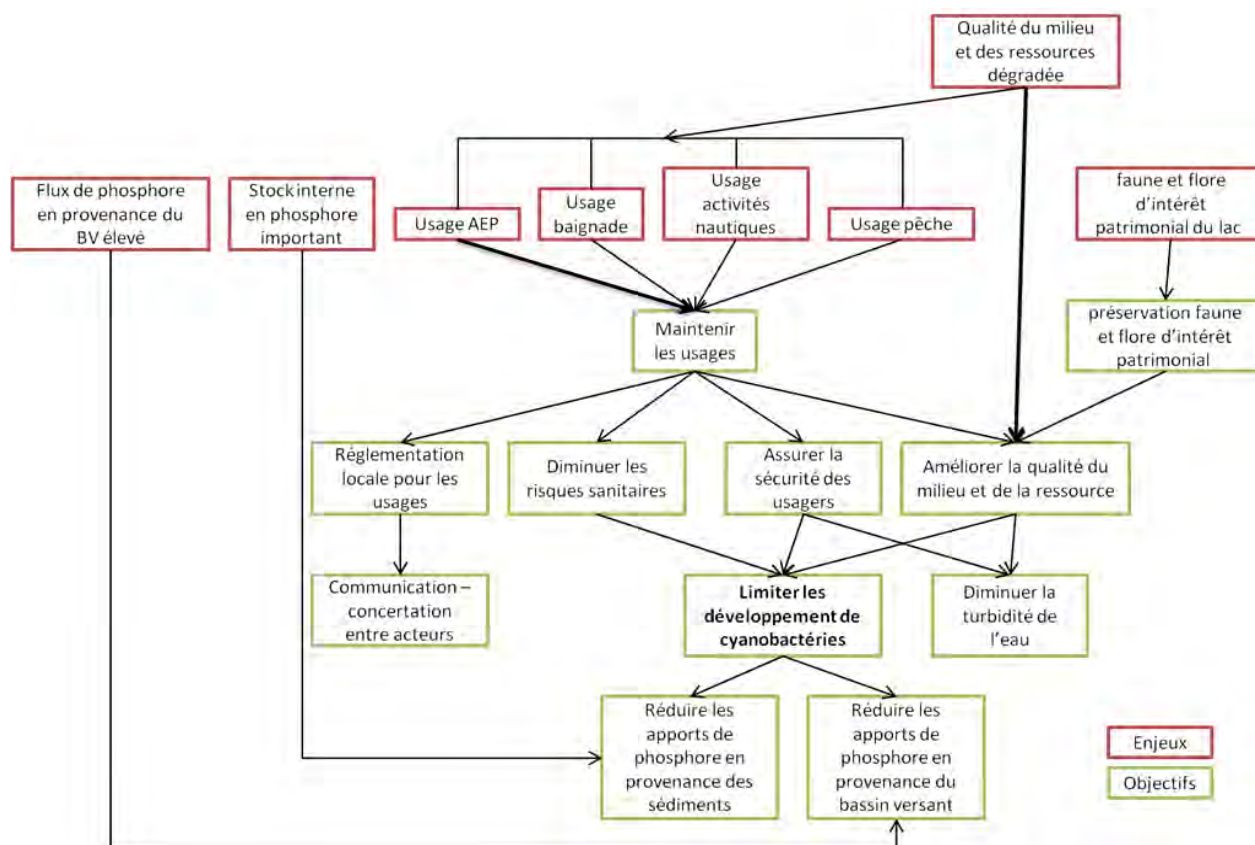 Qualité du milieu
et des ressources
dégradée
Flux de phosphore
en provenance du
BV élevé
Stock interne
en phosphore
important
Usage AEP
Usage
baignade
Usage
activités
nautiques
Usage pêche
faune et flore
d'intérêt
patrimonial du lac
Maintenir
les usages
préservation faune
et flore d'intérêt
patrimonial
Réglementation
locale pour les
usages
Diminuer les
risques sanitaires
Assurer la
sécurité des
usagers
Améliorer la qualité du
milieu et de la ressource
Communication –
concertation
entre acteurs
Limiter les
développement de
cyanobactéries
Diminuer la
turbidité de
l'eau
Réduire les
apports de
phosphore en
provenance des
sédiments
Réduire les
apports de
phosphore en
provenance du
bassin versant
Enjeux
Objectifs